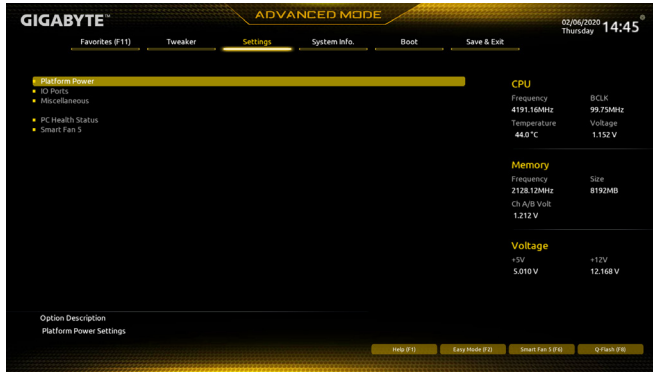 GIGABYTE™
ADVANCED MODE
02/06/2020
Thursday
14:45
Favorites (F11) Tweaker Settings System Info. Boot Save & Exit
Platform Power
IO Ports
Miscellaneous
PC Health Status
Smart Fan 5
CPU
Frequency BCLK
4191.16MHz 99.75MHz
Temperature Voltage
44.0°C 1.152 V
Memory
Frequency Size
2128.12MHz 8192MB
Ch A/B Volt
1.212 V
Voltage
+5V +12V
5.010 V 12.168 V
Option Description
Platform Power Settings
Help (F1) Easy Mode (F2) Smart Fan 5 (F6) Q-Flash (F8)